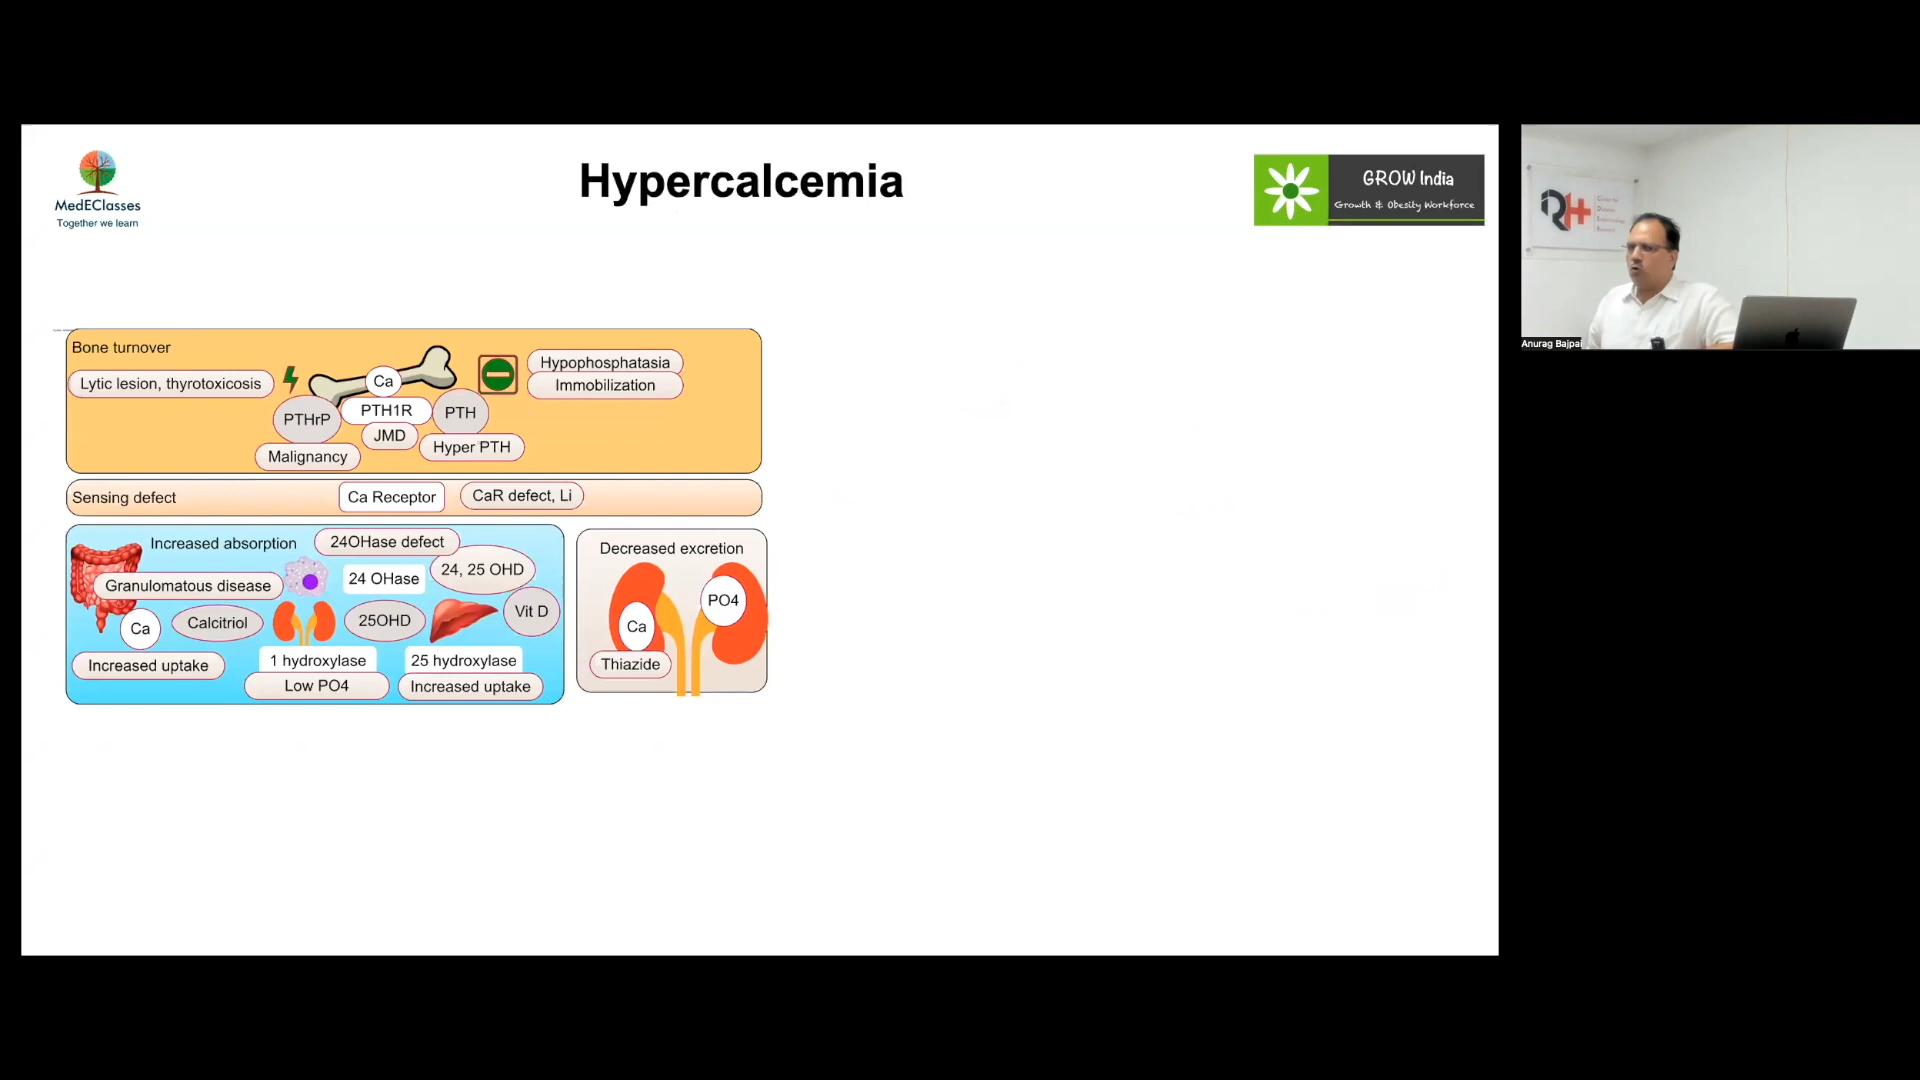 Hypercalcemia
MedEClasses
Together we learn
GROW India
Growth & Obesity Workforce
Bone turnover
Lytic lesion, thyrotoxicosis
Ca
Hypophosphatasia
Immobilization
PTHrP
PTH1R
PTH
JMD
Hyper PTH
Malignancy
Sensing defect
Ca Receptor
CaR defect, Li
Increased absorption
24OHase defect
Granulomatous disease
24 OHase
24, 25 OHD
Ca
Calcitriol
25OHD
Vit D
Increased uptake
1 hydroxylase
25 hydroxylase
Low PO4
Increased uptake
Decreased excretion
PO4
Ca
Thiazide
Anurag Bajpai